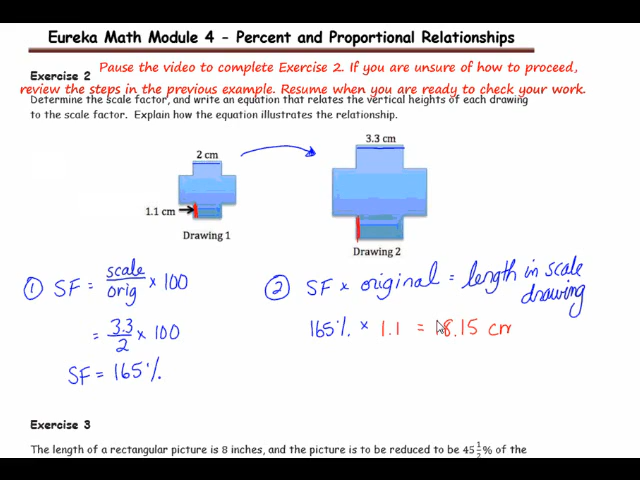 Eureka Math Module 4 - Percent and Proportional Relationships
Exercise 2
Pause the video to complete Exercise 2. If you are unsure of how to proceed,
review the steps in the previous example. Resume when you are ready to check your work.
Determine the scale factor, and write an equation that relates the vertical heights of each drawing
to the scale factor. Explain how the equation illustrates the relationship.
2 cm
3.3 cm
1.1 cm
Drawing 1
Drawing 2
① SF = scale/orig × 100
= 3.3/2 × 100
SF = 165%
② SF × original = length in scale
drawing
165% × 1.1 = 18.15 cm
Exercise 3
The length of a rectangular picture is 8 inches, and the picture is to be reduced to be 45 1/2% of the